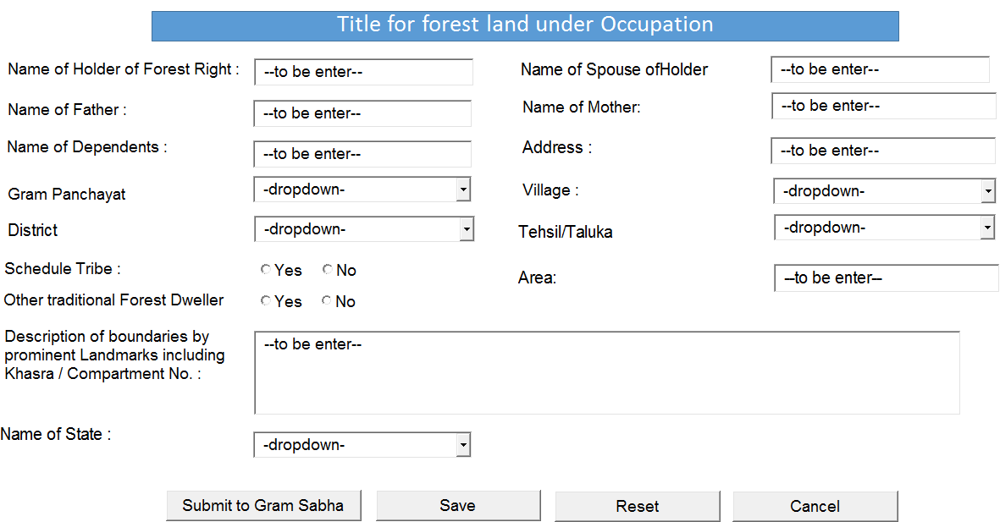 Title for forest land under Occupation
Name of Holder of Forest Right : --to be enter-- Name of Spouse ofHolder --to be enter--
Name of Father : --to be enter-- Name of Mother: --to be enter--
Name of Dependents : --to be enter-- Address : --to be enter--
Gram Panchayat -dropdown- Village : -dropdown-
District -dropdown- Tehsil/Taluka -dropdown-
Schedule Tribe : Yes No Area: --to be enter--
Other traditional Forest Dweller Yes No
Description of boundaries by --to be enter--
prominent Landmarks including
Khasra / Compartment No. :
Name of State : -dropdown-
Submit to Gram Sabha Save Reset Cancel